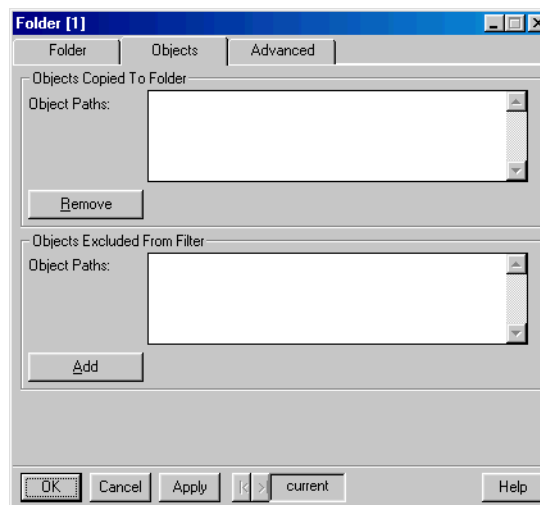 Folder [1]
Folder Objects Advanced
Objects Copied To Folder
Object Paths:
Remove
Objects Excluded From Filter
Object Paths:
Add
OK Cancel Apply current Help